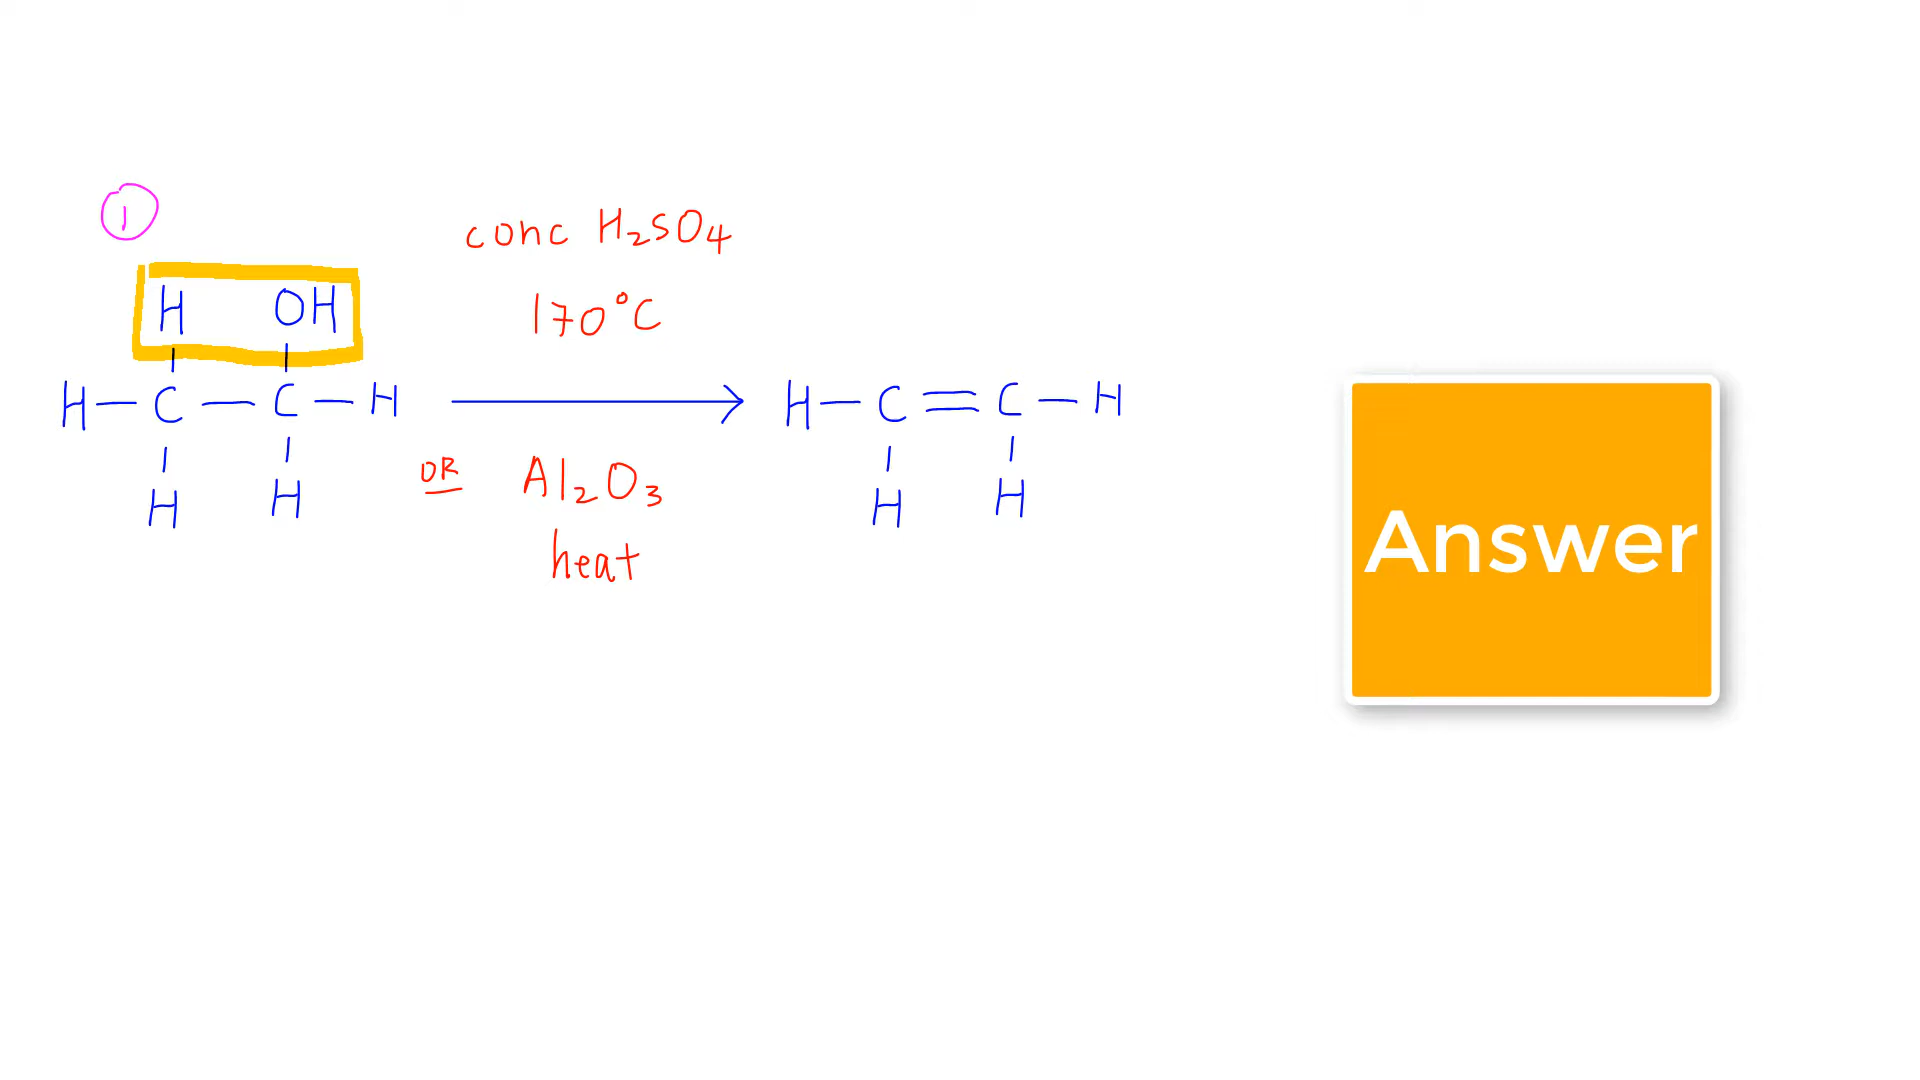 1
conc H₂SO₄
170°C
H OH
H–C–C–H
H H
OR Al₂O₃
heat
H–C=C–H
H H
Answer